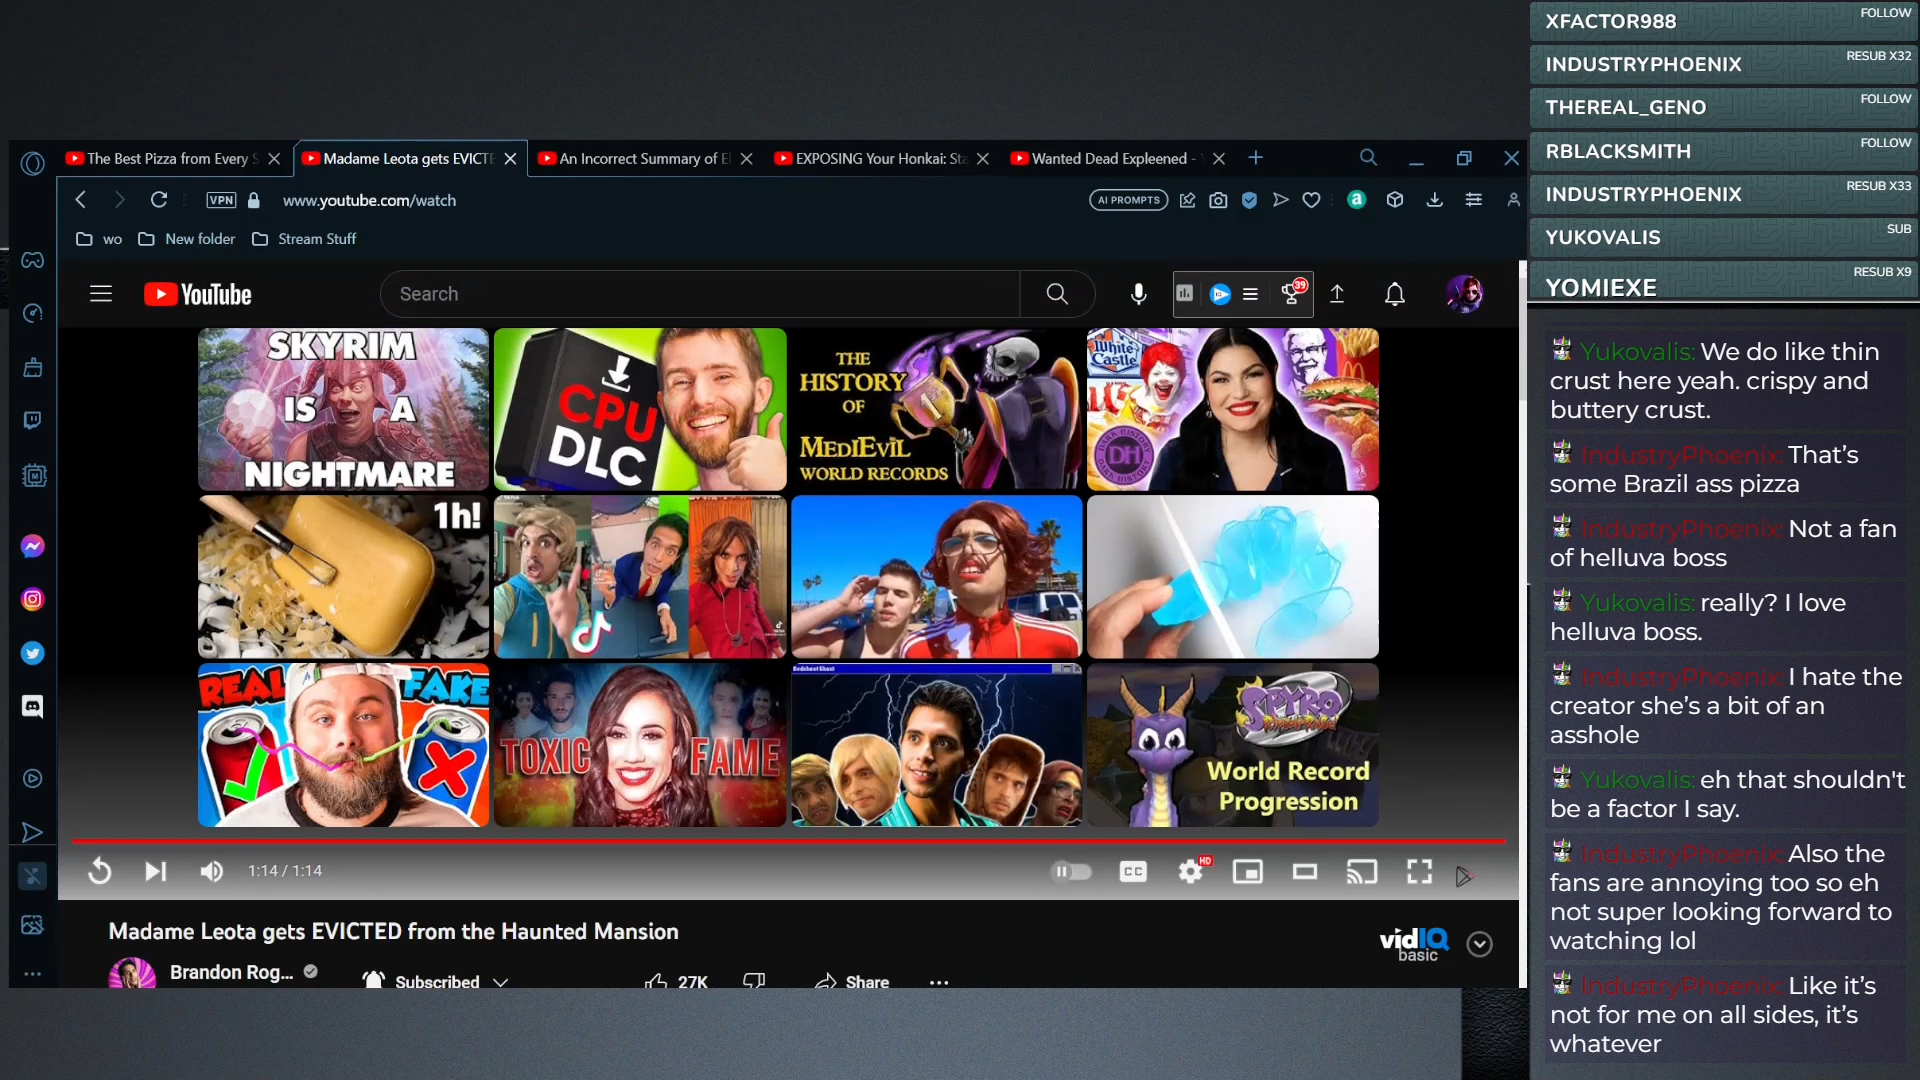 The Best Pizza from Every S
Madame Leota gets EVICTE
An Incorrect Summary of E
EXPOSING Your Honkai: Sta
Wanted Dead Expleened -
VPN
www.youtube.com/watch
AI PROMPTS
a
wo
New folder
Stream Stuff
YouTube
Search
39
SKYRIM
IS A
NIGHTMARE
CPU
DLC
THE
HISTORY
OF
MEDIEVIL
WORLD RECORDS
White
Castle
DH
1h!
REAL
FAKE
TOXIC FAME
SPYRO
World Record
Progression
1:14 / 1:14
CC
HD
Madame Leota gets EVICTED from the Haunted Mansion
vidIQ
basic
Brandon Rog...
Subscribed
27K
Share
XFACTOR988
FOLLOW
INDUSTRYPHOENIX
RESUB X32
THEREAL_GENO
FOLLOW
RBLACKSMITH
FOLLOW
INDUSTRYPHOENIX
RESUB X33
YUKOVALIS
SUB
YOMIEXE
RESUB X9
Yukovalis: We do like thin
crust here yeah. crispy and
buttery crust.
IndustryPhoenix: That's
some Brazil ass pizza
IndustryPhoenix: Not a fan
of helluva boss
Yukovalis: really? I love
helluva boss.
IndustryPhoenix: I hate the
creator she's a bit of an
asshole
Yukovalis: eh that shouldn't
be a factor I say.
IndustryPhoenix: Also the
fans are annoying too so eh
not super looking forward to
watching lol
IndustryPhoenix: Like it's
not for me on all sides, it's
whatever